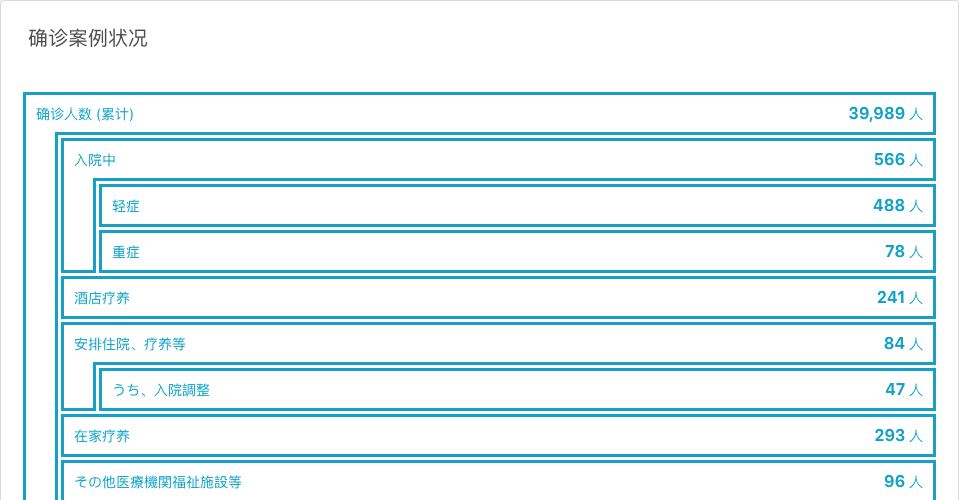 确诊案例状况
确诊人数 (累计) 39,989 人
入院中 566 人
轻症 488 人
重症 78 人
酒店疗养 241 人
安排住院、疗养等 84 人
うち、入院調整 47 人
在家疗养 293 人
その他医療機関福祉施設等 96 人